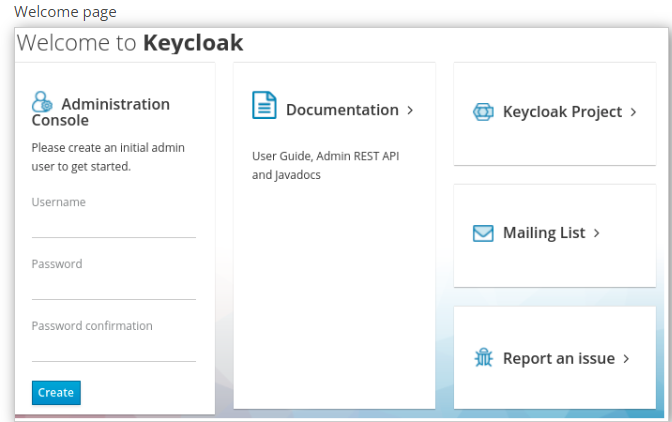 Welcome page
Welcome to Keycloak
Administration
Console
Please create an initial admin
user to get started.
Username
Password
Password confirmation
Create
Documentation >
User Guide, Admin REST API
and Javadocs
Keycloak Project >
Mailing List >
Report an issue >